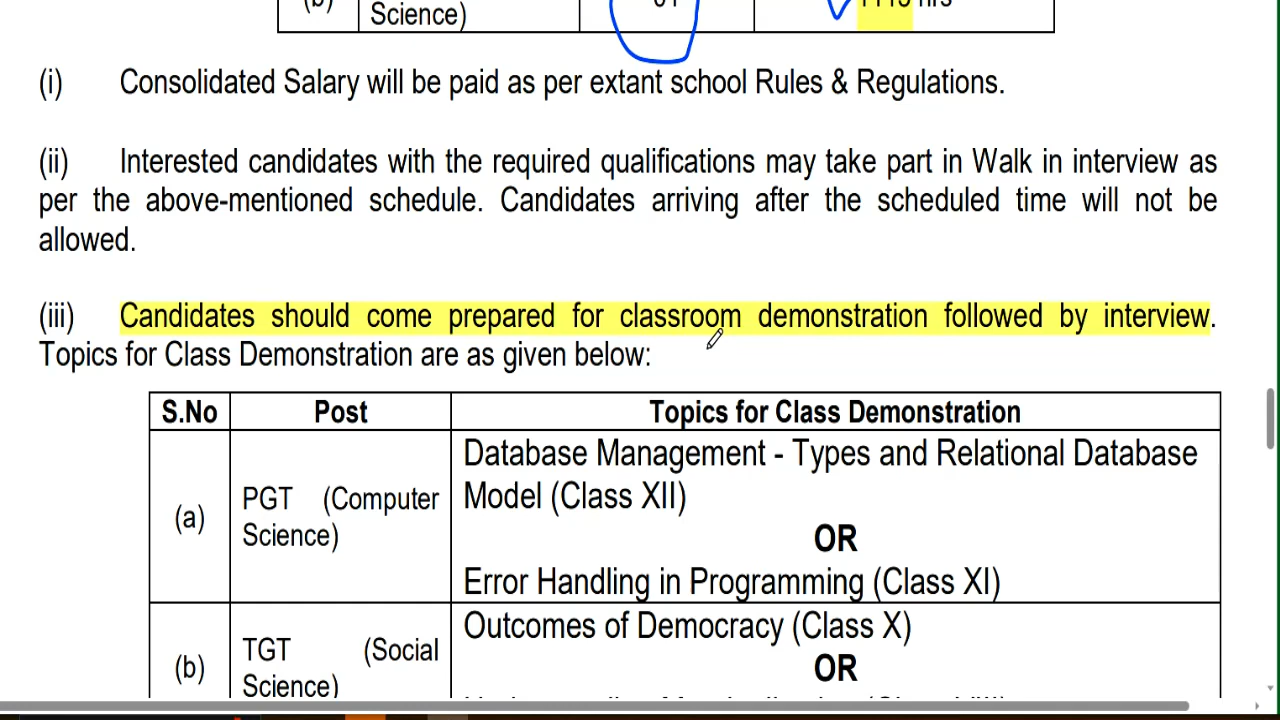 Science)
hrs
(i) Consolidated Salary will be paid as per extant school Rules & Regulations.
(ii) Interested candidates with the required qualifications may take part in Walk in interview as
per the above-mentioned schedule. Candidates arriving after the scheduled time will not be
allowed.
(iii) Candidates should come prepared for classroom demonstration followed by interview.
Topics for Class Demonstration are as given below:
S.No Post Topics for Class Demonstration
(a) PGT (Computer Science)
Database Management - Types and Relational Database
Model (Class XII)
OR
Error Handling in Programming (Class XI)
(b) TGT (Social Science)
Outcomes of Democracy (Class X)
OR